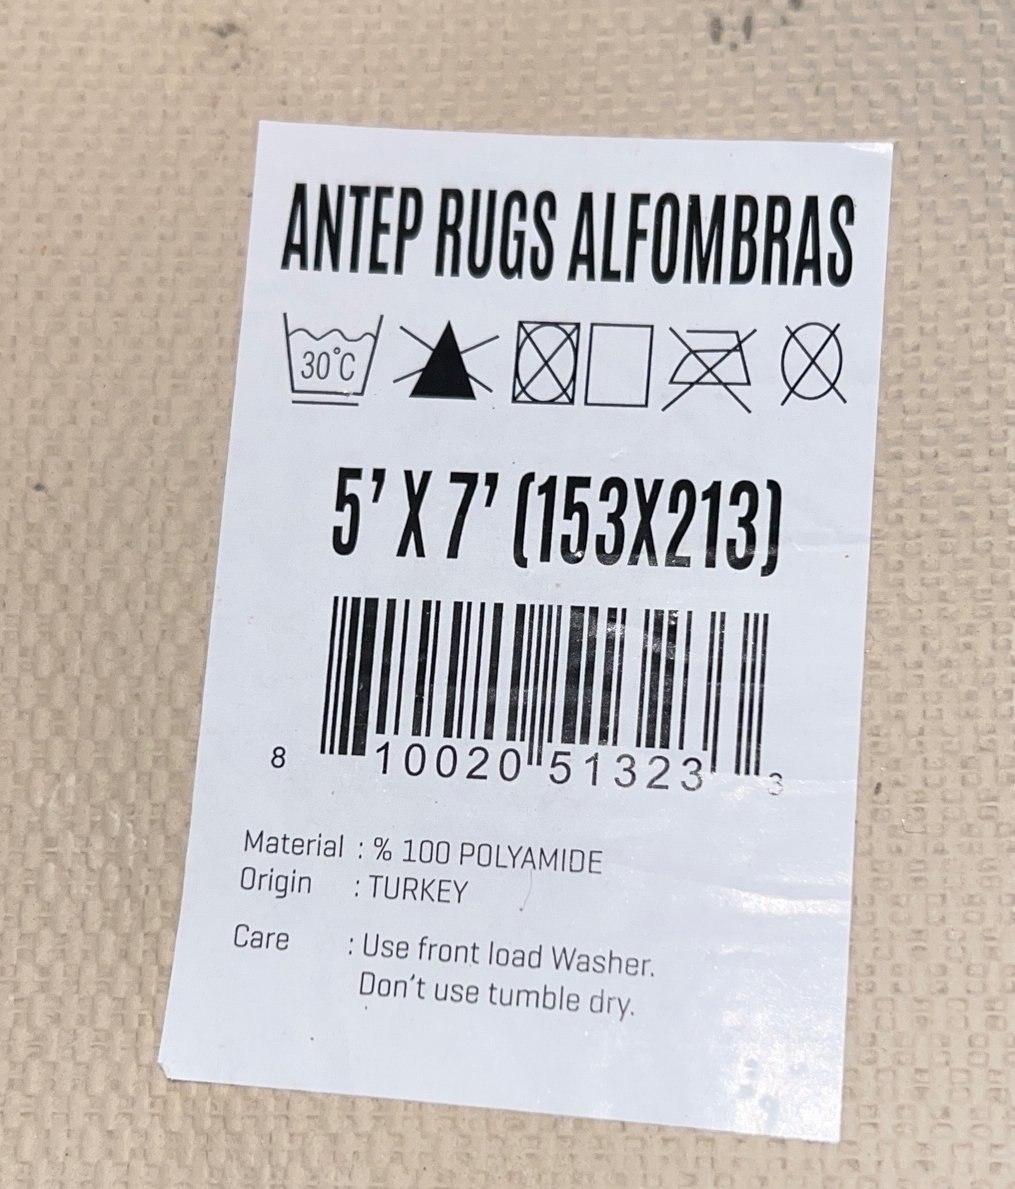 ANTEP RUGS ALFOMBRAS
30°C
5' X 7' (153X213)
8 10020 51323 3
Material : % 100 POLYAMIDE
Origin : TURKEY
Care : Use front load Washer.
Don't use tumble dry.